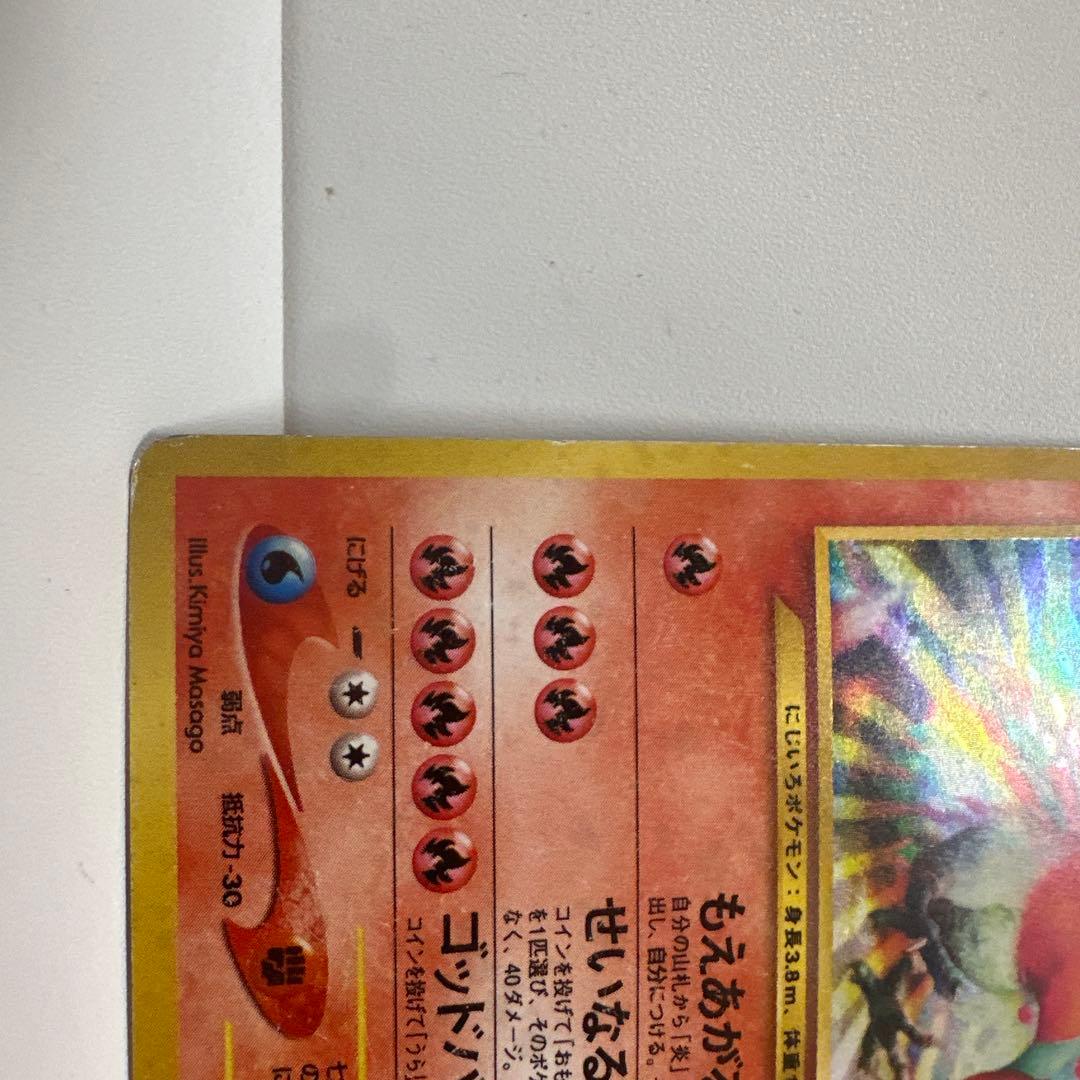 にじいろポケモン：身長3.8m、体重
もえあが
自分の山札から「炎」
出し、自分につける。
せいなる
コインを投げて「おも
を1匹選び、そのポケ
なく、40ダメージ。
ゴッドバ
コインを投げて「うら」
にげる
弱点
抵抗力 -30
Illus.Kimiya Masago